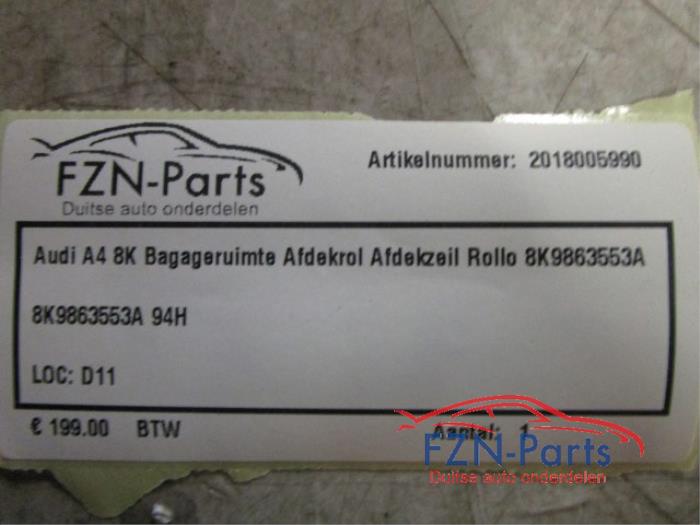 FZN-Parts
Duitse auto onderdelen
Artikelnummer: 2018005990
Audi A4 8K Bagageruimte Afdekrol Afdekzeil Rollo 8K9863553A
8K9863553A 94H
LOC: D11
€ 199.00 BTW Aantal: 1
FZN-Parts
Duitse auto onderdelen